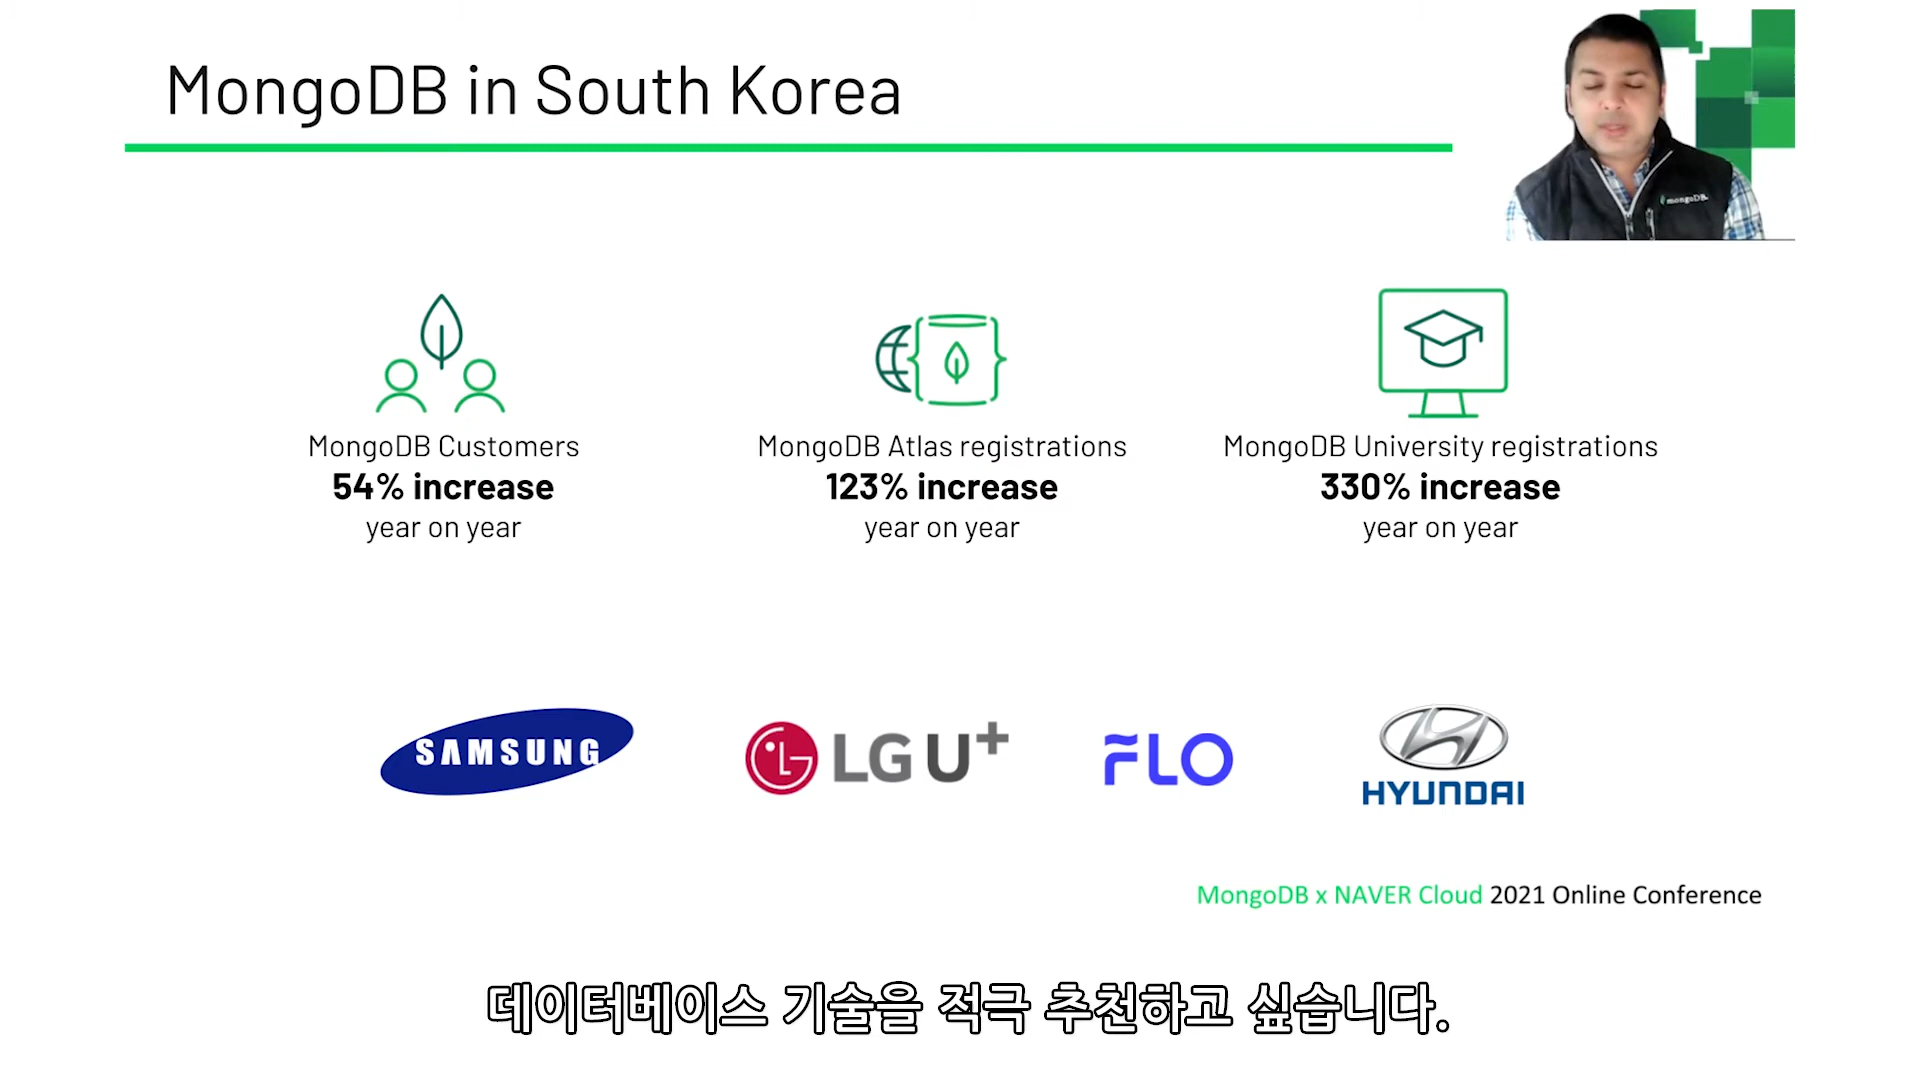 MongoDB in South Korea
mongoDB.
MongoDB Customers
54% increase
year on year
MongoDB Atlas registrations
123% increase
year on year
MongoDB University registrations
330% increase
year on year
SAMSUNG
LG U+
FLO
HYUNDAI
MongoDB x NAVER Cloud 2021 Online Conference
데이터베이스 기술을 적극 추천하고 싶습니다.